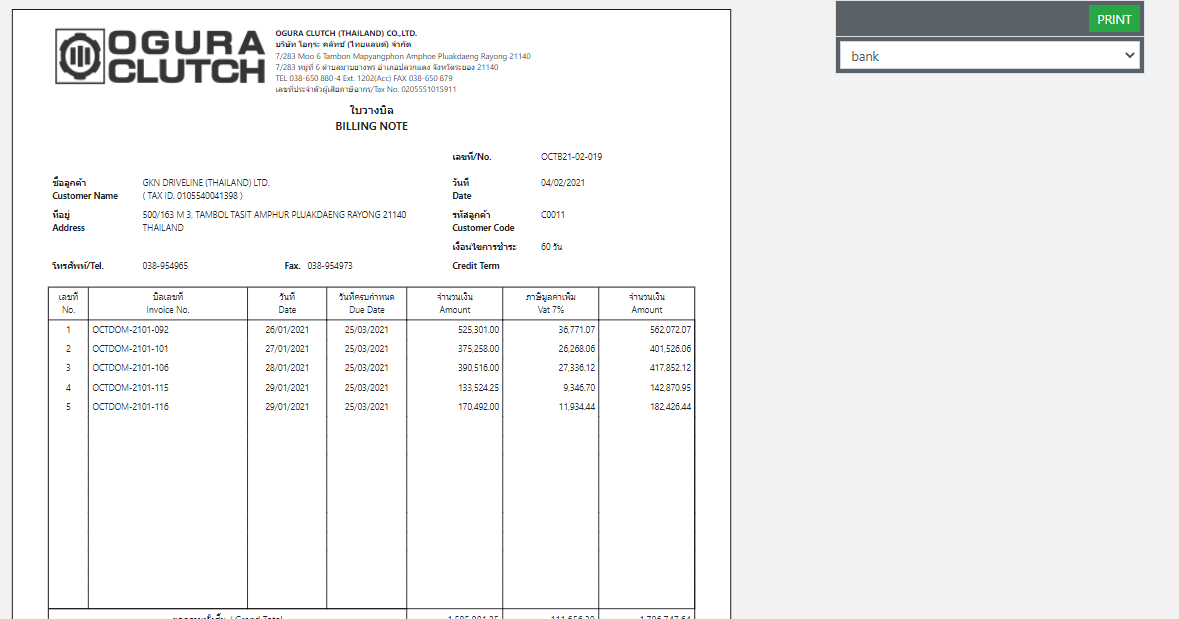 OGURA CLUTCH
OGURA CLUTCH (THAILAND) CO.,LTD.
บริษัท โอกุระ คลัทช์ (ไทยแลนด์) จำกัด
7/283 Moo 6 Tambon Mapyangphon Amphoe Pluakdaeng Rayong 21140
7/283 หมู่ที่ 6 ตำบลมาบยางพร อำเภอปลวกแดง จังหวัดระยอง 21140
TEL 038-650 880-4 Ext. 1202(Acc) FAX 038-650 879
เลขที่ประจำตัวผู้เสียภาษีอากร/Tax No. 0205551015911
PRINT
bank
ใบวางบิล
BILLING NOTE
เลขที่/No. OCTB21-02-019
ชื่อลูกค้า GKN DRIVELINE (THAILAND) LTD. วันที่ 04/02/2021
Customer Name ( TAX ID. 0105540041398 ) Date
ที่อยู่ 500/163 M 3, TAMBOL TASIT AMPHUR PLUAKDAENG RAYONG 21140 รหัสลูกค้า C0011
Address THAILAND Customer Code
เงื่อนไขการชำระ 60 วัน
โทรศัพท์/Tel. 038-954965 Fax. 038-954973 Credit Term
เลขที่ บิลเลขที่ วันที่ วันที่ครบกำหนด จำนวนเงิน ภาษีมูลค่าเพิ่ม จำนวนเงิน
No. Invoice No. Date Due Date Amount Vat 7% Amount
1 OCTDOM-2101-092 26/01/2021 25/03/2021 525,301.00 36,771.07 562,072.07
2 OCTDOM-2101-101 27/01/2021 25/03/2021 375,258.00 26,268.06 401,526.06
3 OCTDOM-2101-106 28/01/2021 25/03/2021 390,516.00 27,336.12 417,852.12
4 OCTDOM-2101-115 29/01/2021 25/03/2021 133,524.25 9,346.70 142,870.95
5 OCTDOM-2101-116 29/01/2021 25/03/2021 170,492.00 11,934.44 182,426.44
/ Grand Total